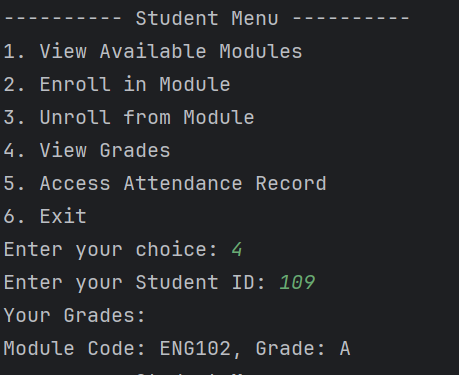 ---------- Student Menu ----------
1. View Available Modules
2. Enroll in Module
3. Unroll from Module
4. View Grades
5. Access Attendance Record
6. Exit
Enter your choice: 4
Enter your Student ID: 109
Your Grades:
Module Code: ENG102, Grade: A